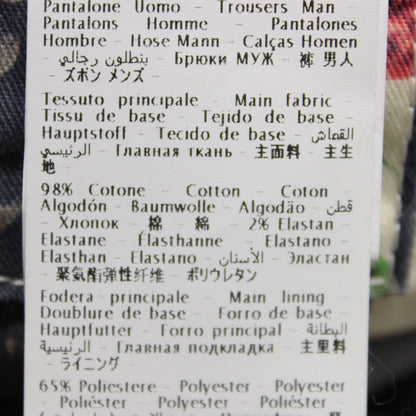 Pantalone Uomo – Trousers Man –
Pantalons Homme – Pantalones
Hombre – Hose Mann – Calças Homen
– بنطلون رجالي – Брюки МУЖ – 裤 男人
– ズボン メンズ –
Tessuto principale – Main fabric –
Tissu de base – Tejido de base –
Hauptstoff – Tecido de base – القماش
الرئيسي – Главная ткань – 主面料 – 主生
地 –
98% Cotone – Cotton – Coton –
Algodón – Baumwolle – Algodão – قطن
– Хлопок – 棉 – 綿 – – 2% Elastan –
Elastane – Élasthanne – Elastano –
Elasthan – Elastano – الأستان – Эластан
– 聚氨酯弹性纤维 – ポリウレタン
Fodera principale – Main lining –
Doublure de base – Forro de base –
Hauptfutter – Forro principal – البطانة
الرئيسية – Главная подкладка – 主里料
– ライニング –
65% Poliestere – Polyester –
Polyester – Poliéster – Polyester –